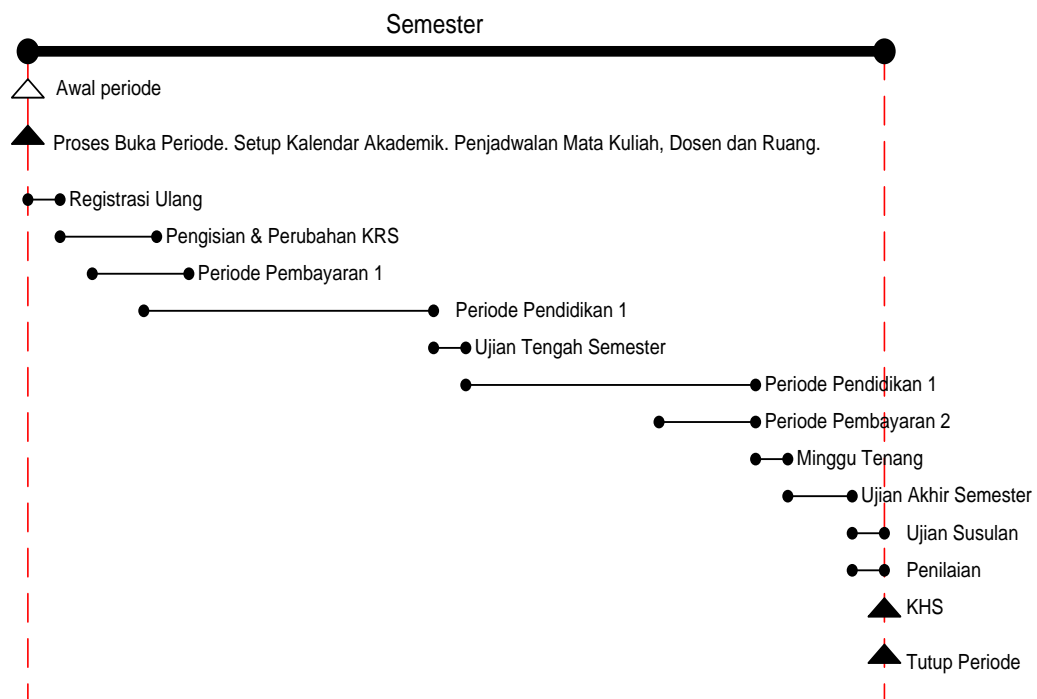 Semester
Awal periode
Proses Buka Periode. Setup Kalendar Akademik. Penjadwalan Mata Kuliah, Dosen dan Ruang.
Registrasi Ulang
Pengisian & Perubahan KRS
Periode Pembayaran 1
Periode Pendidikan 1
Ujian Tengah Semester
Periode Pendidikan 1
Periode Pembayaran 2
Minggu Tenang
Ujian Akhir Semester
Ujian Susulan
Penilaian
KHS
Tutup Periode